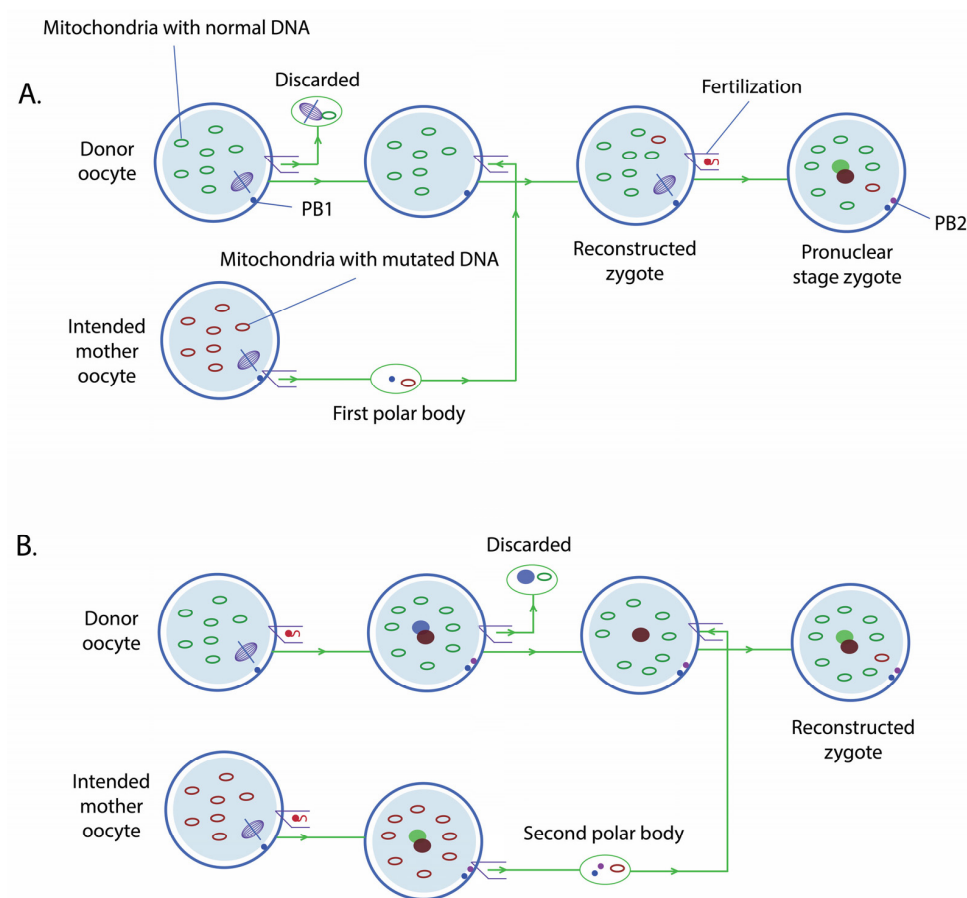 Mitochondria with normal DNA
A.
Discarded
Fertilization
Donor
oocyte
PB1
PB2
Mitochondria with mutated DNA
Reconstructed
zygote
Pronuclear
stage zygote
Intended
mother
oocyte
First polar body
B.
Discarded
Donor
oocyte
Reconstructed
zygote
Intended
mother
oocyte
Second polar body